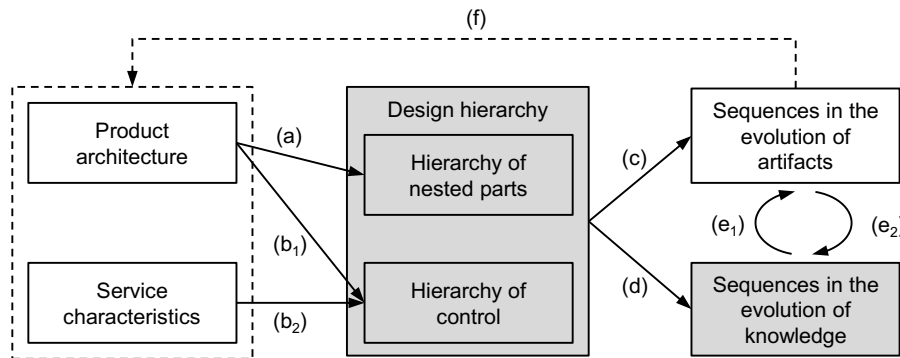 (f)
Product
architecture
Service
characteristics
(a)
(b₁)
(b₂)
Design hierarchy
Hierarchy of
nested parts
Hierarchy of
control
(c)
(d)
Sequences in the
evolution of
artifacts
(e₁)
(e₂)
Sequences in the
evolution of
knowledge